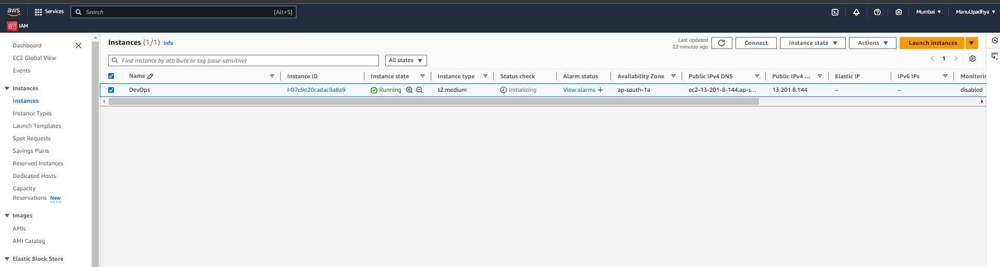 aws Services Search [Alt+S] Mumbai ManuUpadhya
IAM
Dashboard
EC2 Global View
Events
Instances
Instances
Instance Types
Launch Templates
Spot Requests
Savings Plans
Reserved Instances
Dedicated Hosts
Capacity
Reservations New
Images
AMIs
AMI Catalog
Elastic Block Store
Instances (1/1) Info
Last updated
22 minutes ago
Connect Instance state Actions Launch instances
Find Instance by attribute or tag (case-sensitive) All states 1
Name Instance ID Instance state Instance type Status check Alarm status Availability Zone Public IPv4 DNS Public IPv4 ... Elastic IP IPv6 IPs Monitorin
DevOps i-07c9e20cadac9a8a9 Running t2.medium Initializing View alarms + ap-south-1a ec2-13-201-8-144.ap-s... 13.201.8.144 – – disabled